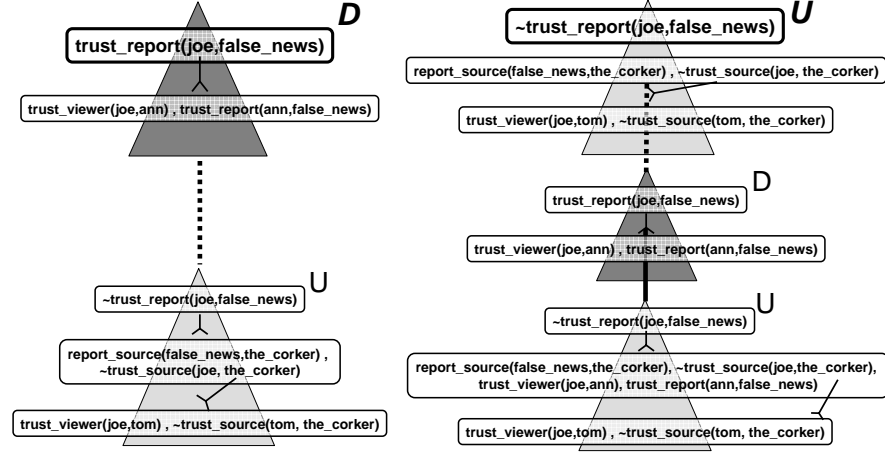 D
trust_report(joe,false_news)
trust_viewer(joe,ann) , trust_report(ann,false_news)
U
~trust_report(joe,false_news)
report_source(false_news,the_corker) ,
~trust_source(joe, the_corker)
trust_viewer(joe,tom) , ~trust_source(tom, the_corker)
U
~trust_report(joe,false_news)
report_source(false_news,the_corker) , ~trust_source(joe, the_corker)
trust_viewer(joe,tom) , ~trust_source(tom, the_corker)
D
trust_report(joe,false_news)
trust_viewer(joe,ann) , trust_report(ann,false_news)
U
~trust_report(joe,false_news)
report_source(false_news,the_corker), ~trust_source(joe,the_corker),
trust_viewer(joe,ann), trust_report(ann,false_news)
trust_viewer(joe,tom) , ~trust_source(tom, the_corker)